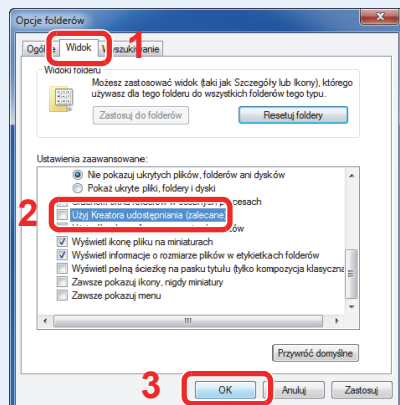 Opcje folderów
Ogólne Widok Wyszukiwanie
1
Widoki folderu
Możesz zastosować widok (taki jak Szczegóły lub Ikony), którego
używasz dla tego folderu do wszystkich folderów tego typu.
Zastosuj do folderów Resetuj foldery
Ustawienia zaawansowane:
Nie pokazuj ukrytych plików, folderów ani dysków
Pokaż ukryte pliki, foldery i dyski
2
Użyj Kreatora udostępniania (zalecane)
Wyświetl ikonę pliku na miniaturach
Wyświetl informacje o rozmiarze plików w etykietkach folderów
Wyświetl pełną ścieżkę na pasku tytułu (tylko kompozycja klasyczna
Zawsze pokazuj ikony, nigdy miniatury
Zawsze pokazuj menu
Przywróć domyślne
3
OK Anuluj Zastosuj